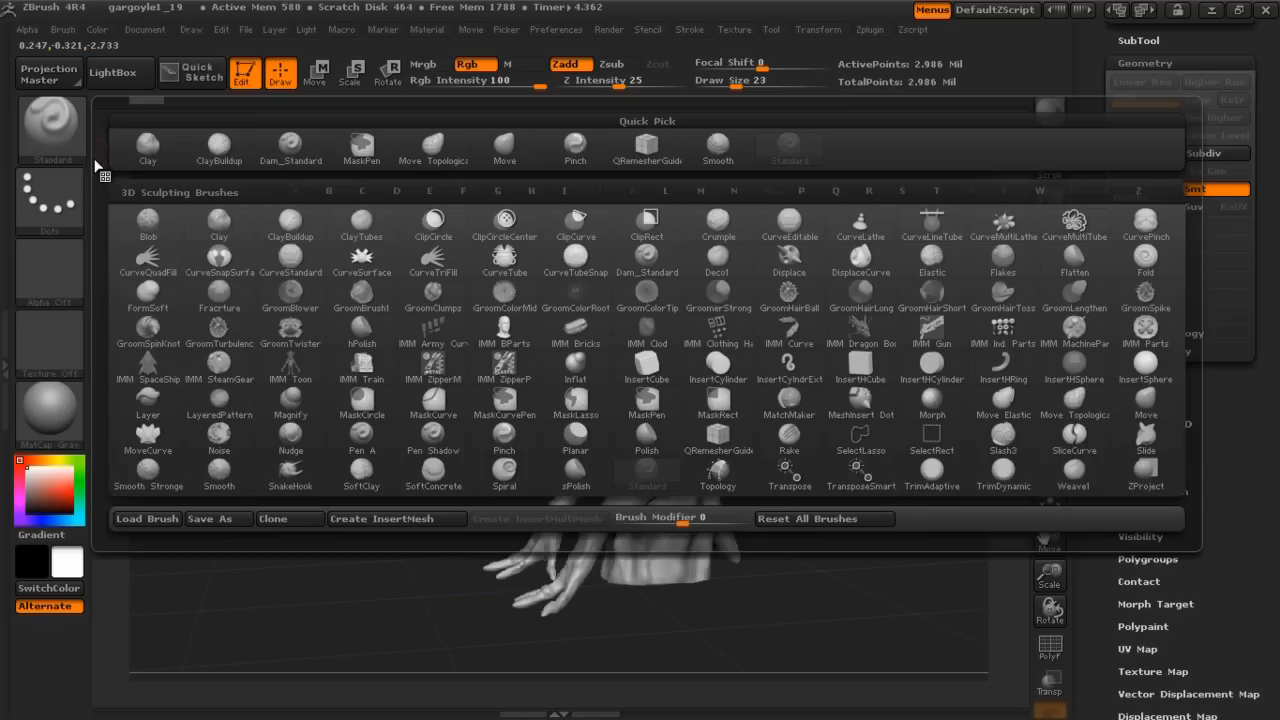 ZBrush 4R4 gargoyle1_19 • Active Mem 580 • Scratch Disk 464 • Free Mem 1788 • Timer▸4.362 Menus DefaultZScript
Alpha Brush Color Document Draw Edit File Layer Light Macro Marker Material Movie Picker Preferences Render Stencil Stroke Texture Tool Transform Zplugin Zscript
0.247,-0.321,-2.733
SubTool
Projection Master LightBox Quick Sketch Edit Draw Move Scale Rotate
Mrgb Rgb M Zadd Zsub Zcut Focal Shift 0 ActivePoints: 2.986 Mil
Rgb Intensity 100 Z Intensity 25 Draw Size 23 TotalPoints: 2.986 Mil
Geometry
Lower Res Higher Res
Quick Pick
Standard Clay ClayBuildup Dam_Standard MaskPen Move Topologica Move Pinch QRemesherGuide Smooth Standard
Subdiv
Scroll
3D Sculpting Brushes B C D E F G H I L M N P Q R S T W Z
Smt
Suv ReUV
Blob Clay ClayBuildup ClayTubes ClipCircle ClipCircleCenter ClipCurve ClipRect Crumple CurveEditable CurveLathe CurveLineTube CurveMultiLathe CurveMultiTube CurvePinch
Dots
CurveQuadFill CurveSnapSurfa CurveStandard CurveSurface CurveTriFill CurveTube CurveTubeSnap Dam_Standard Deco1 Displace DisplaceCurve Elastic Flakes Flatten Fold
Alpha Off
FormSoft Fracrture GroomBlower GroomBrush1 GroomClumps GroomColorMid GroomColorRoot GroomColorTip GroomerStrong GroomHairBall GroomHairLong GroomHairShort GroomHairToss GroomLengthen GroomSpike
GroomSpinKnot GroomTurbulenc GroomTwister hPolish IMM Army Curv IMM BParts IMM Bricks IMM Clod IMM Clothing Ha IMM Curve IMM Dragon Bo IMM Gun IMM Ind. Parts IMM MachinePar IMM Parts
Texture Off
IMM SpaceShip IMM SteamGear IMM Toon IMM Train IMM ZipperM IMM ZipperP Inflat InsertCube InsertCylinder InsertCylndrExt InsertHCube InsertHCylinder InsertHRing InsertHSphere InsertSphere
Layer LayeredPattern Magnify MaskCircle MaskCurve MaskCurvePen MaskLasso MaskPen MaskRect MatchMaker MeshInsert Dot Morph Move Elastic Move Topologica Move
MatCap Gray
MoveCurve Noise Nudge Pen A Pen Shadow Pinch Planar Polish QRemesherGuide Rake SelectLasso SelectRect Slash3 SliceCurve Slide
Smooth Stronge Smooth SnakeHook SoftClay SoftConcrete Spiral sPolish Standard Topology Transpose TransposeSmart TrimAdaptive TrimDynamic Weave1 ZProject
Load Brush Save As Clone Create InsertMesh Create InsertMultiMesh Brush Modifier 0 Reset All Brushes
Gradient
SwitchColor
Alternate
Move
Scale
Rotate
PolyF
Transp
Visibility
Polygroups
Contact
Morph Target
Polypaint
UV Map
Texture Map
Vector Displacement Map
Displacement Map